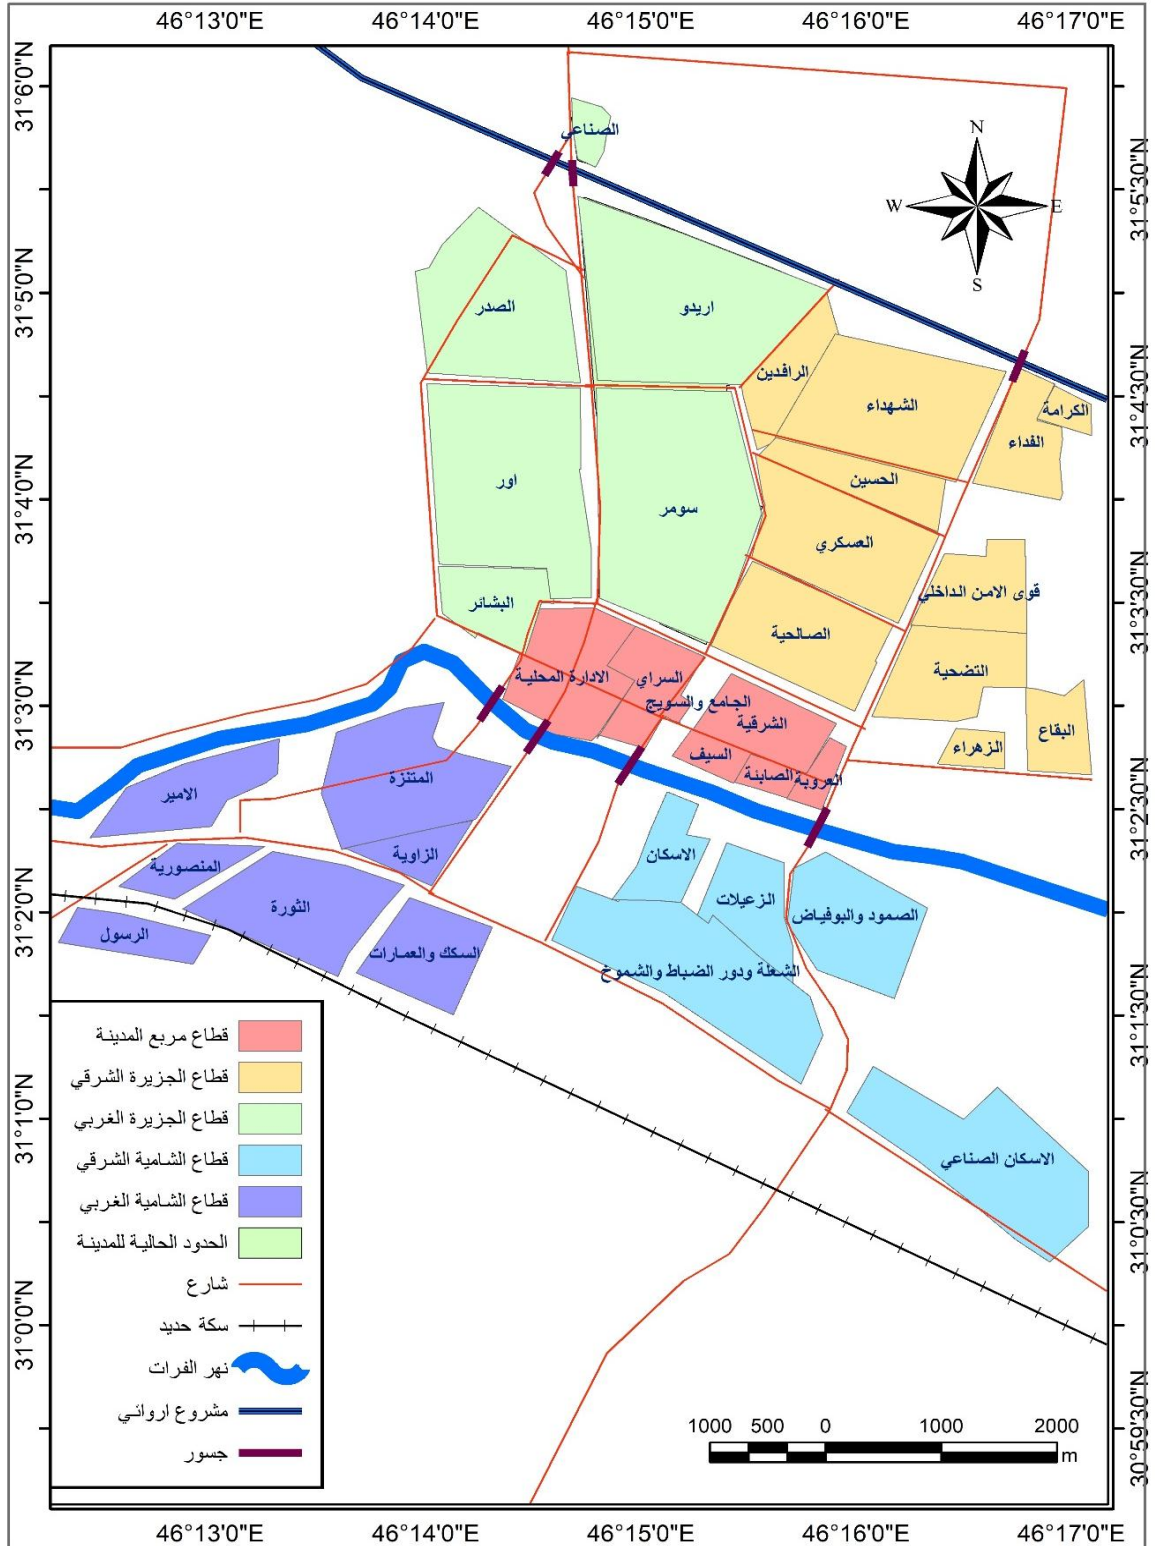 46°13'0"E 46°14'0"E 46°15'0"E 46°16'0"E 46°17'0"E
31°6'0"N
31°5'0"N
31°4'0"N
31°3'0"N
31°2'0"N
31°1'0"N
31°0'0"N
31°5'30"N
31°4'30"N
31°3'30"N
31°2'30"N
31°1'30"N
31°0'30"N
30°59'30"N
N
W E
S
الصناعي
الصدر
اريدو
الرافدين
الشهداء
الكرامة
الفداء
اور
سومر
الحسين
العسكري
قوى الامن الداخلي
البشائر
الصالحية
التضحية
الادارة المحلية
السراي
الجامع والسويج
الشرقية
السيف
الصابئة
العروبة
الزهراء
البقاع
المنتزة
الامير
الزاوية
المنصورية
الثورة
الرسول
السكك والعمارات
الاسكان
الزعيلات
الصمود والبوفياض
الشعلة ودور الضباط والشموخ
الاسكان الصناعي
قطاع مربع المدينة
قطاع الجزيرة الشرقي
قطاع الجزيرة الغربي
قطاع الشامية الشرقي
قطاع الشامية الغربي
الحدود الحالية للمدينة
شارع
سكة حديد
نهر الفرات
مشروع اروائي
جسور
1000 500 0 1000 2000
m
46°13'0"E 46°14'0"E 46°15'0"E 46°16'0"E 46°17'0"E